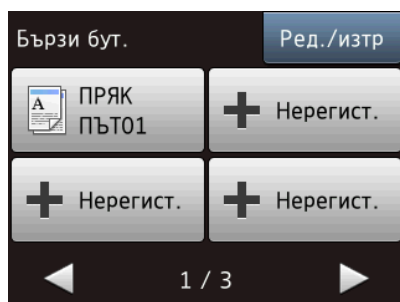 Бързи бут.
Ред./изтр
A
ПРЯК
ПЪТ01
Нерегист.
Нерегист.
Нерегист.
1 / 3